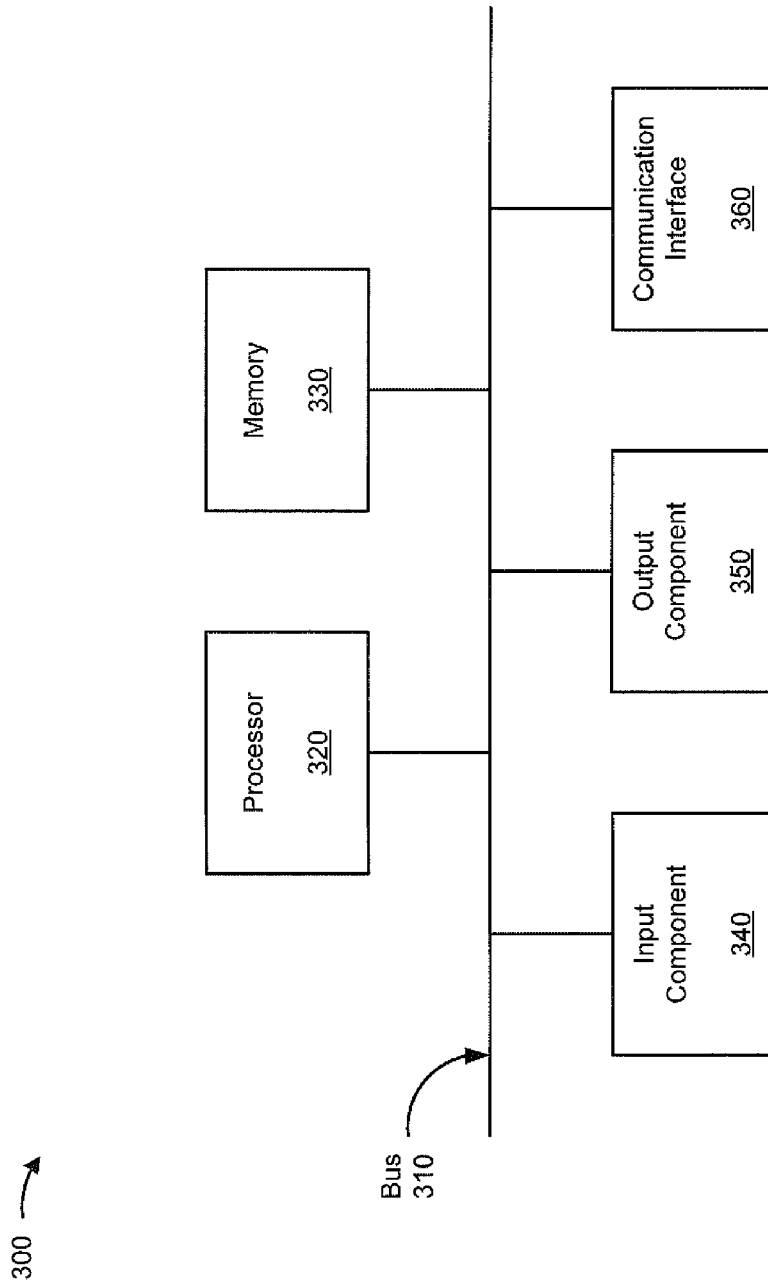 300
Processor
320
Memory
330
Bus
310
Input
Component
340
Output
Component
350
Communication
Interface
360